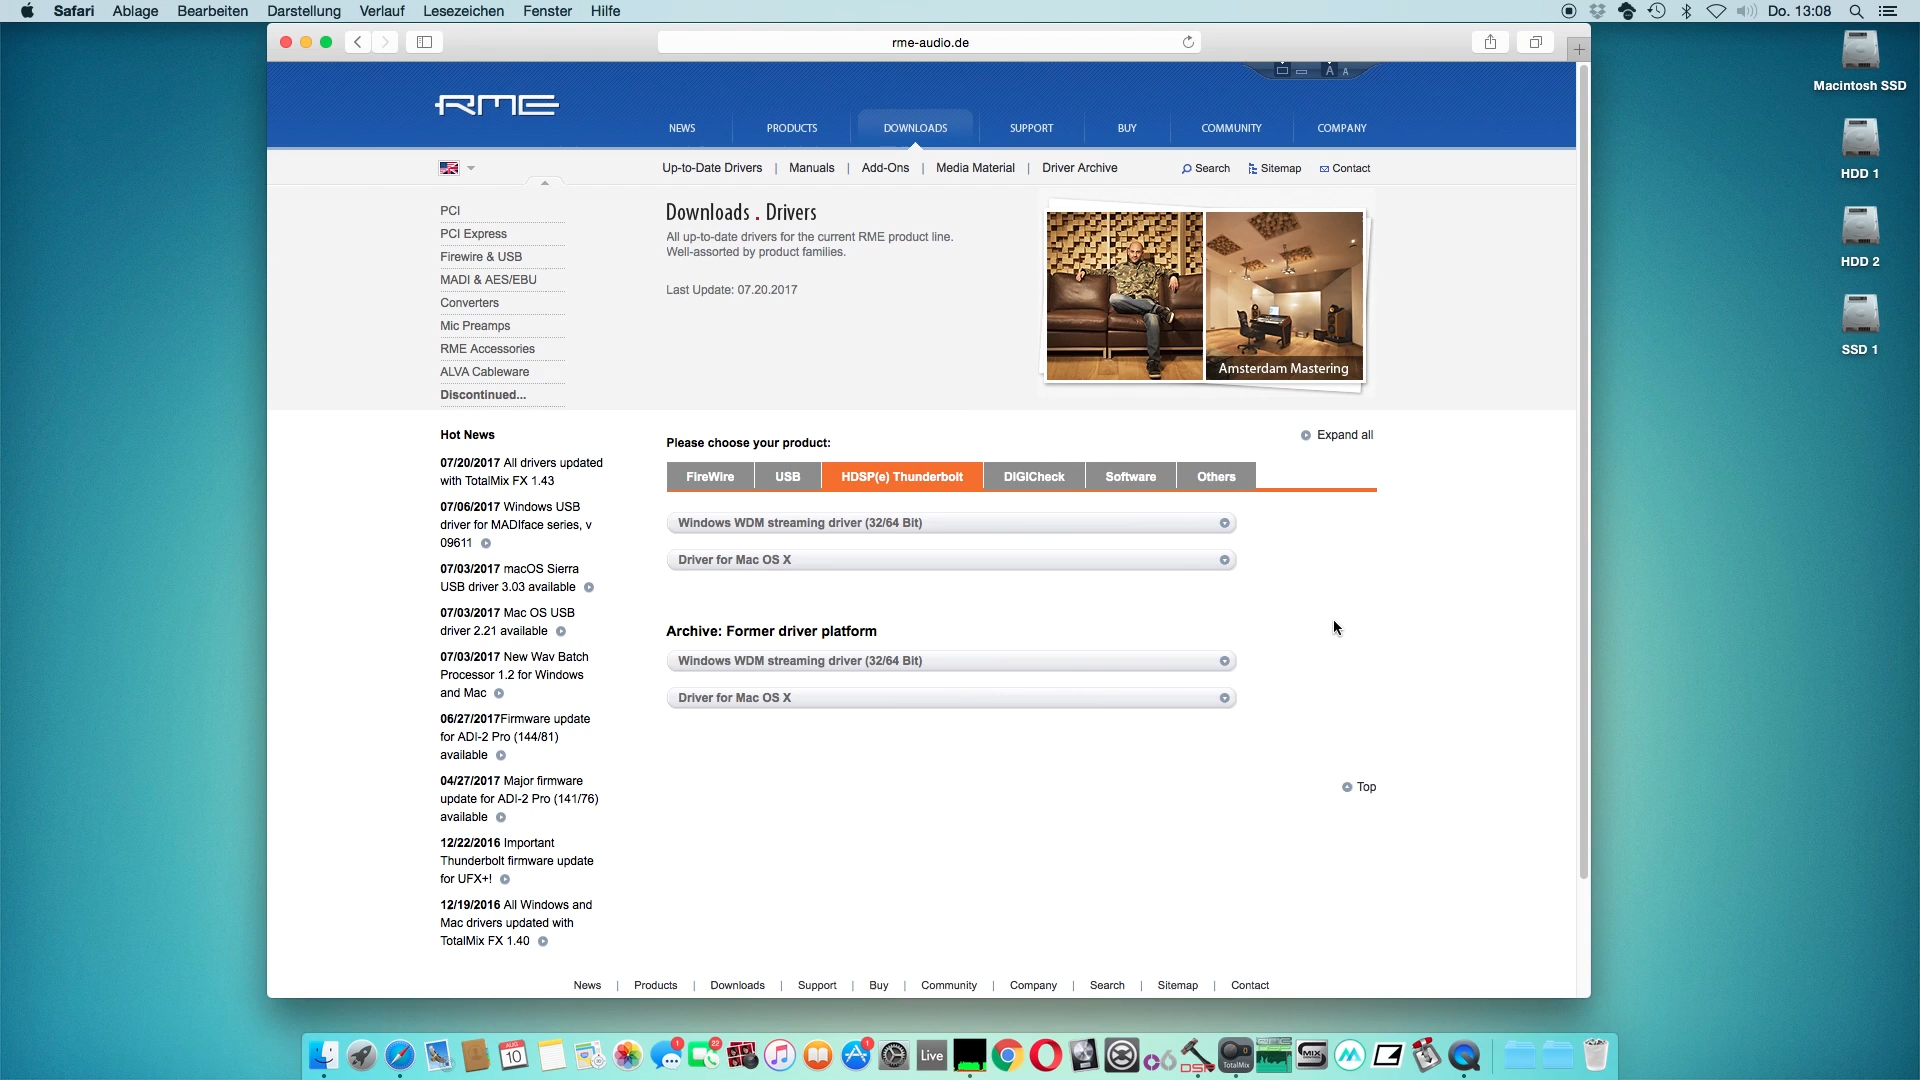 Safari Ablage Bearbeiten Darstellung Verlauf Lesezeichen Fenster Hilfe Do. 13:08
rme-audio.de
RME
A A
NEWS PRODUCTS DOWNLOADS SUPPORT BUY COMMUNITY COMPANY
Up-to-Date Drivers | Manuals | Add-Ons | Media Material | Driver Archive Search Sitemap Contact
PCI
PCI Express
Firewire & USB
MADI & AES/EBU
Converters
Mic Preamps
RME Accessories
ALVA Cableware
Discontinued...
Downloads . Drivers
All up-to-date drivers for the current RME product line.
Well-assorted by product families.
Last Update: 07.20.2017
Amsterdam Mastering
Macintosh SSD
HDD 1
HDD 2
SSD 1
Hot News
07/20/2017 All drivers updated
with TotalMix FX 1.43
07/06/2017 Windows USB
driver for MADIface series, v
09611
07/03/2017 macOS Sierra
USB driver 3.03 available
07/03/2017 Mac OS USB
driver 2.21 available
07/03/2017 New Wav Batch
Processor 1.2 for Windows
and Mac
06/27/2017Firmware update
for ADI-2 Pro (144/81)
available
04/27/2017 Major firmware
update for ADI-2 Pro (141/76)
available
12/22/2016 Important
Thunderbolt firmware update
for UFX+!
12/19/2016 All Windows and
Mac drivers updated with
TotalMix FX 1.40
Please choose your product:
Expand all
FireWire USB HDSP(e) Thunderbolt DIGICheck Software Others
Windows WDM streaming driver (32/64 Bit)
Driver for Mac OS X
Archive: Former driver platform
Windows WDM streaming driver (32/64 Bit)
Driver for Mac OS X
Top
News | Products | Downloads | Support | Buy | Community | Company | Search | Sitemap | Contact
AUG
10
1
22
1
Live
DSP
TotalMix
MIX